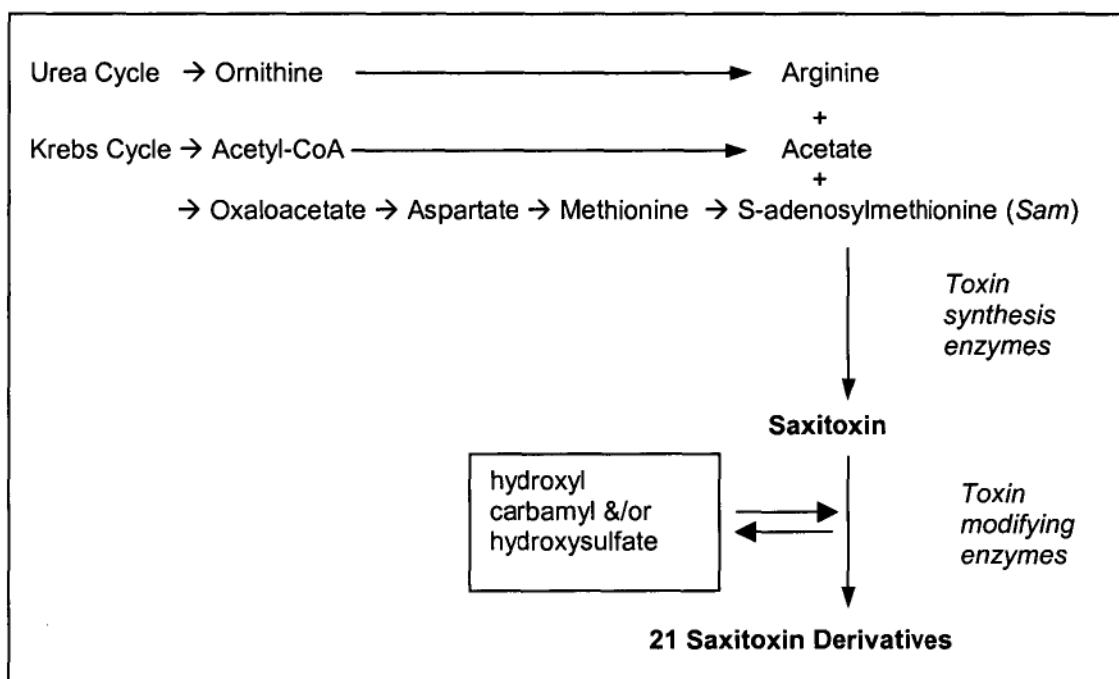 Urea Cycle → Ornithine → Arginine
+
Krebs Cycle → Acetyl-CoA → Acetate
+
→ Oxaloacetate → Aspartate → Methionine → S-adenosylmethionine (Sam)
Toxin
synthesis
enzymes
Saxitoxin
hydroxyl
carbamyl &/or
hydroxysulfate
Toxin
modifying
enzymes
21 Saxitoxin Derivatives